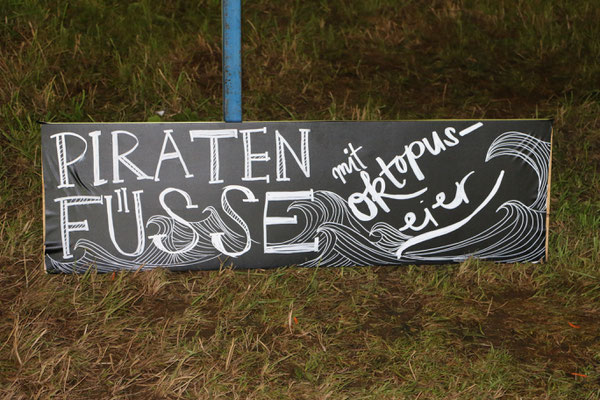 PIRATEN
FÜSSE
mit
oktopus-
eier